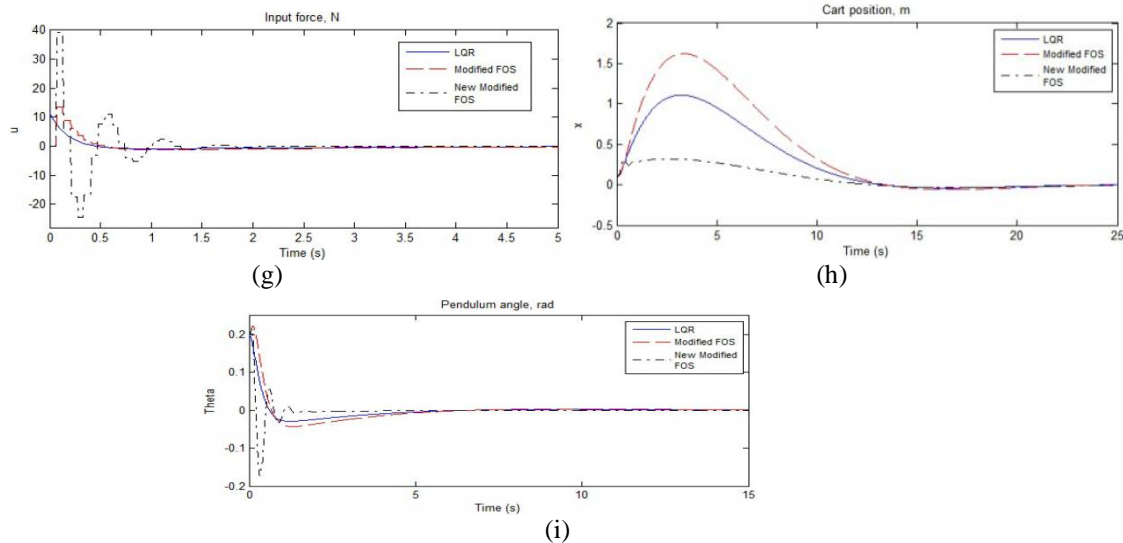 Input force, N
40
30
20
10
0
-10
-20
u
LQR
Modified FOS
New Modified
FOS
0 0.5 1 1.5 2 2.5 3 3.5 4 4.5 5
Time (s)
(g)
Cart position, m
2
1.5
1
0.5
0
-0.5
x
LQR
Modified FOS
New Modified
FOS
0 5 10 15 20 25
Time (s)
(h)
Pendulum angle, rad
0.2
0.1
0
-0.1
-0.2
Theta
LQR
Modified FOS
New Modified
FOS
0 5 10 15
Time (s)
(i)